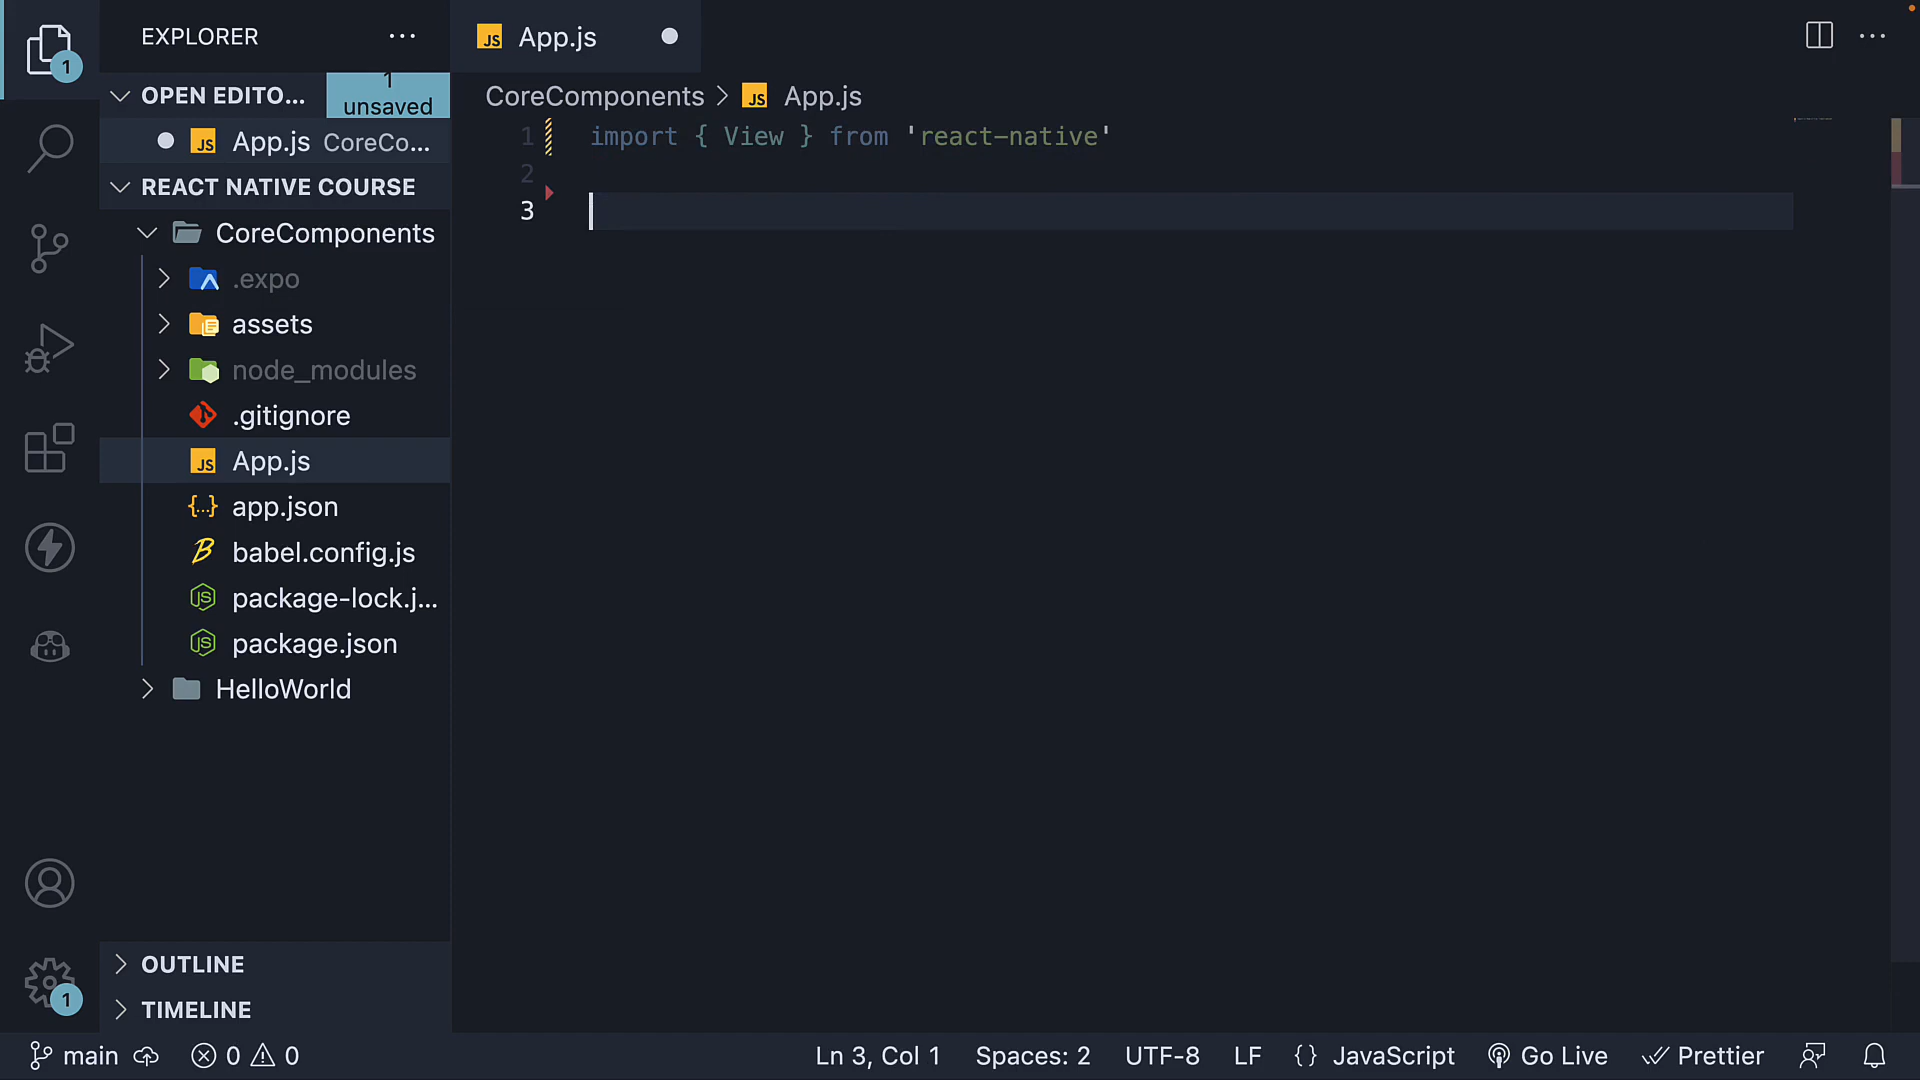 EXPLORER
1
OPEN EDITO...
1
unsaved
App.js CoreCo...
REACT NATIVE COURSE
CoreComponents
.expo
assets
node_modules
.gitignore
App.js
app.json
babel.config.js
package-lock.j...
package.json
HelloWorld
OUTLINE
TIMELINE
1
App.js
CoreComponents > JS App.js
1 import { View } from 'react-native'
2
3
main 0 0
Ln 3, Col 1 Spaces: 2 UTF-8 LF {} JavaScript Go Live Prettier